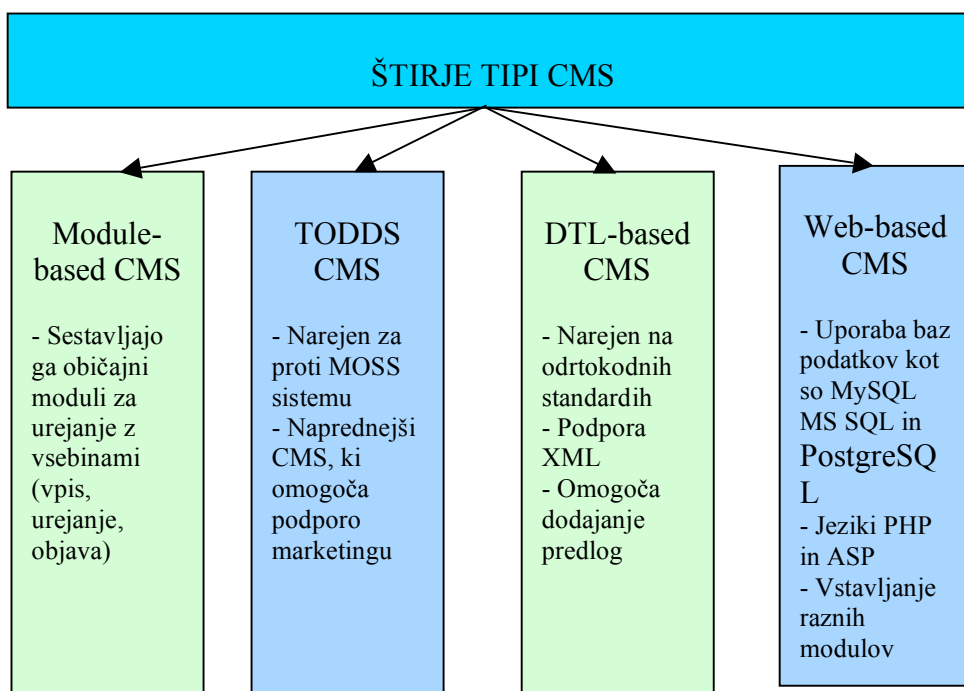 ŠTIRJE TIPI CMS
Module-
based CMS
- Sestavljajo
ga običajni
moduli za
urejanje z
vsebinami
(vpis,
urejanje,
objava)
TODDS
CMS
- Narejen za
proti MOSS
sistemu
- Naprednejši
CMS, ki
omogoča
podporo
marketingu
DTL-based
CMS
- Narejen na
odrtokodnih
standardih
- Podpora
XML
- Omogoča
dodajanje
predlog
Web-based
CMS
- Uporaba baz
podatkov kot
so MySQL
MS SQL in
PostgreSQ
L
- Jeziki PHP
in ASP
- Vstavljanje
raznih
modulov